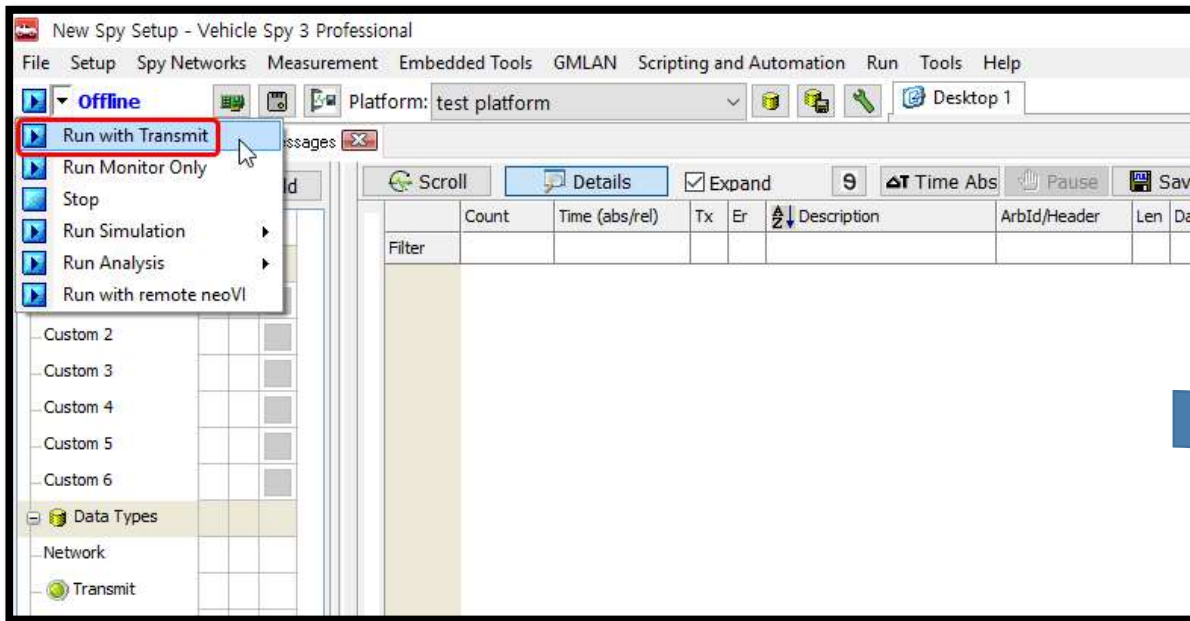 New Spy Setup - Vehicle Spy 3 Professional
File Setup Spy Networks Measurement Embedded Tools GMLAN Scripting and Automation Run Tools Help
Offline Platform: test platform Desktop 1
Run with Transmit
Run Monitor Only
Stop
Run Simulation
Run Analysis
Run with remote neoVI
ssages
ld
Scroll Details Expand 9 ΔT Time Abs Pause Sav
Count Time (abs/rel) Tx Er AZ Description ArbId/Header Len Da
Filter
Custom 2
Custom 3
Custom 4
Custom 5
Custom 6
Data Types
Network
Transmit